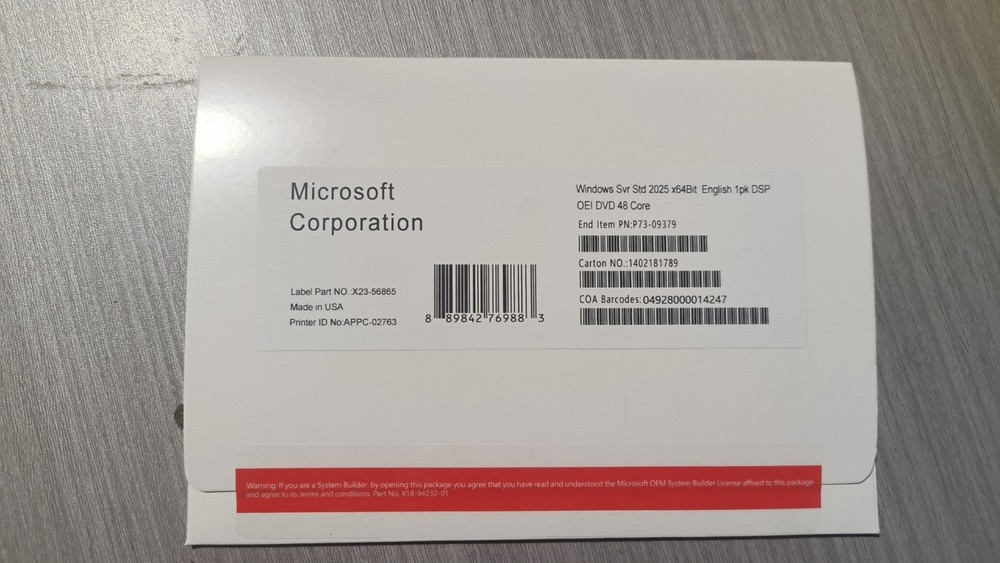 Microsoft
Corporation
Label Part NO.:X23-56865
Made in USA
Printer ID No:APPC-02763
8 89842 76988 3
Windows Svr Std 2025 x64Bit English 1pk DSP
OEI DVD 48 Core
End Item PN:P73-09379
Carton NO.:1402181789
COA Barcodes:04928000014247
Warning: If you are a System Builder: by opening this package you agree that you have read and understood the Microsoft OEM System Builder License affixed to this package
and agree to its terms and conditions. Part No. X18-94232-01